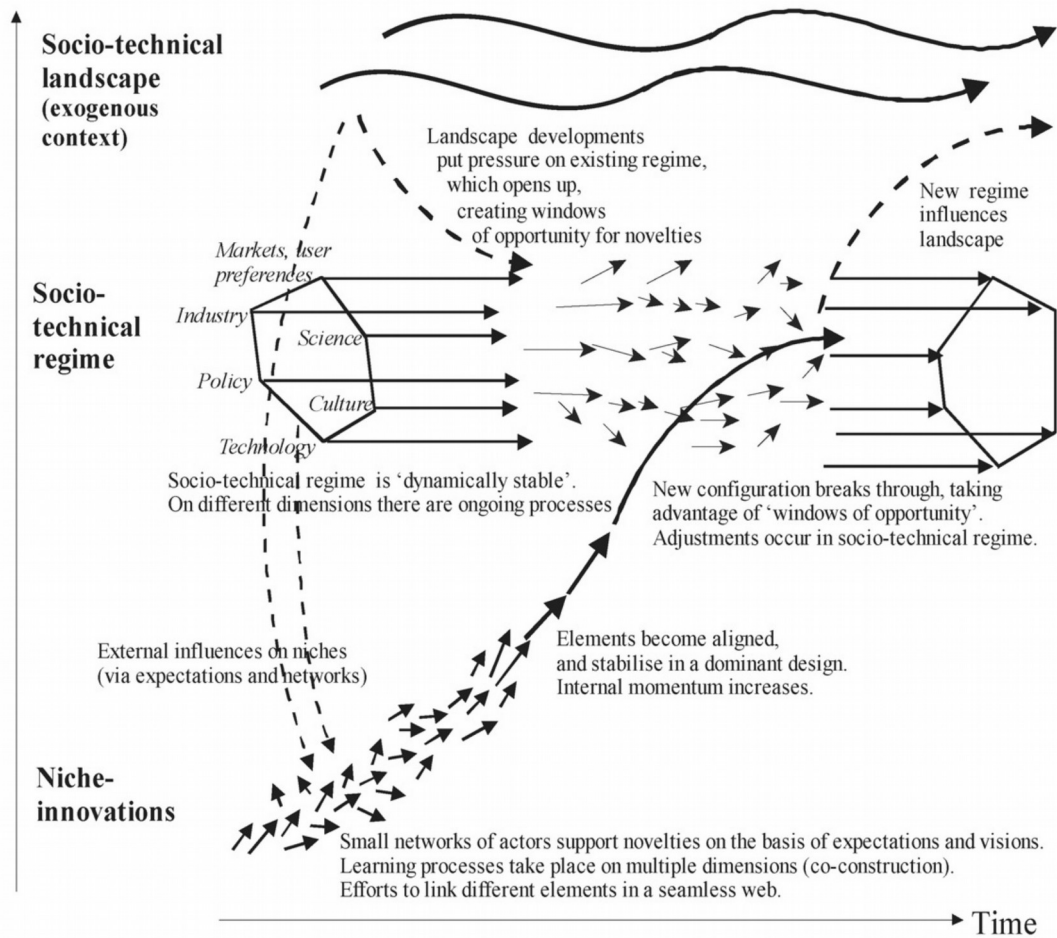 Socio-technical
landscape
(exogenous
context)
Landscape developments
put pressure on existing regime,
which opens up,
creating windows
of opportunity for novelties
New regime
influences
landscape
Markets, user
preferences
Socio-
technical
regime
Industry
Science
Policy
Culture
Technology
Socio-technical regime is ‘dynamically stable’.
On different dimensions there are ongoing processes
New configuration breaks through, taking
advantage of ‘windows of opportunity’.
Adjustments occur in socio-technical regime.
External influences on niches
(via expectations and networks)
Elements become aligned,
and stabilise in a dominant design.
Internal momentum increases.
Niche-
innovations
Small networks of actors support novelties on the basis of expectations and visions.
Learning processes take place on multiple dimensions (co-construction).
Efforts to link different elements in a seamless web.
Time